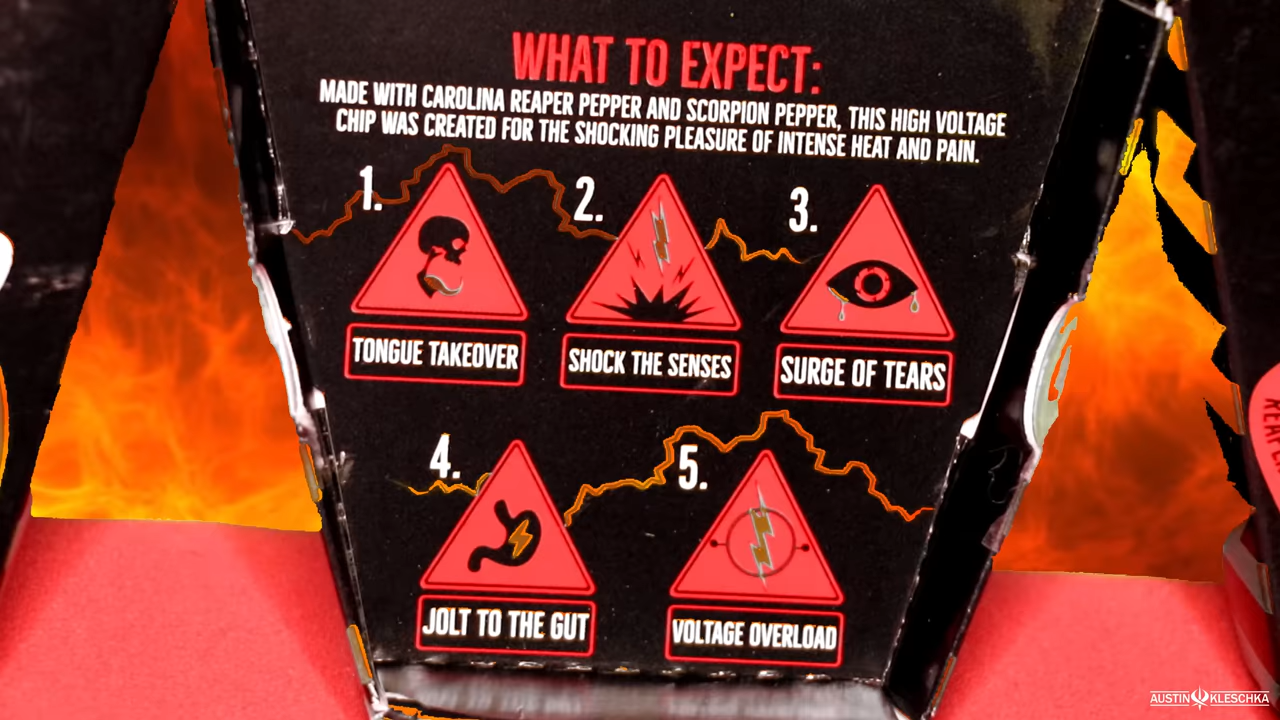 WHAT TO EXPECT:
MADE WITH CAROLINA REAPER PEPPER AND SCORPION PEPPER, THIS HIGH VOLTAGE
CHIP WAS CREATED FOR THE SHOCKING PLEASURE OF INTENSE HEAT AND PAIN.
1.
2.
3.
TONGUE TAKEOVER
SHOCK THE SENSES
SURGE OF TEARS
4.
5.
JOLT TO THE GUT
VOLTAGE OVERLOAD
AUSTIN KLESCHKA